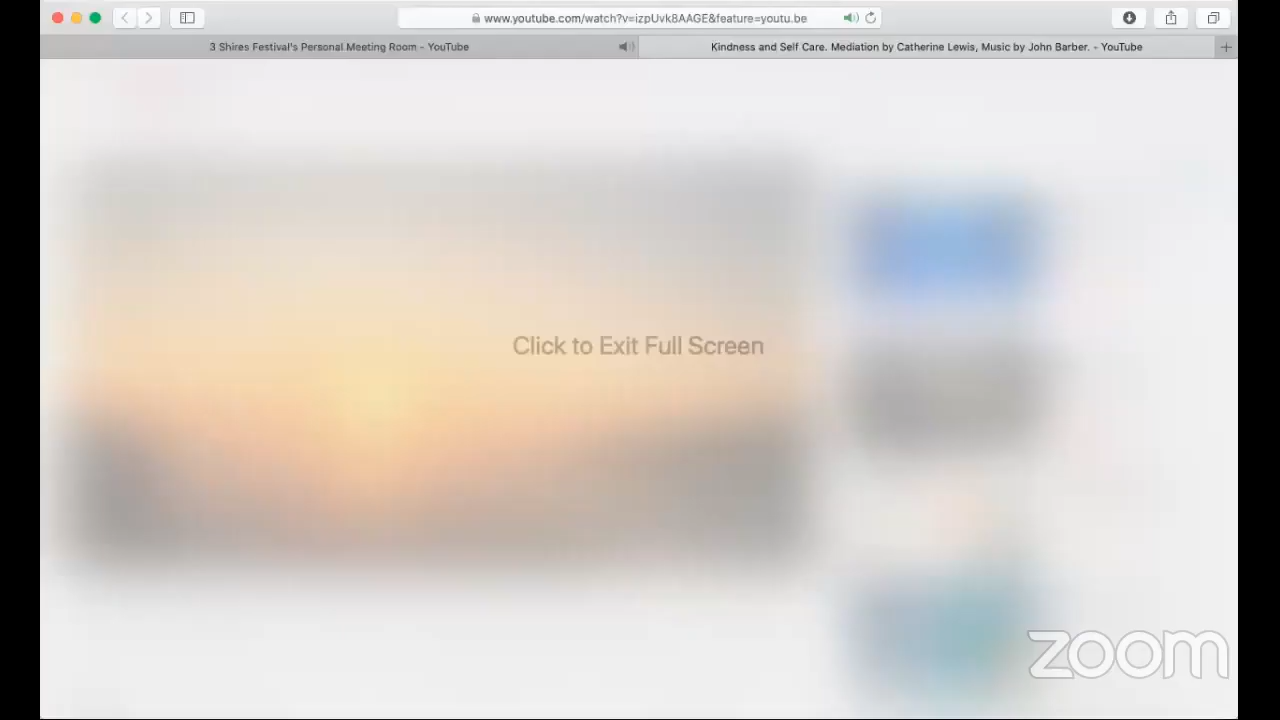 www.youtube.com/watch?v=izpUvk8AAGE&feature=youtu.be
3 Shires Festival's Personal Meeting Room - YouTube
Kindness and Self Care. Mediation by Catherine Lewis, Music by John Barber. - YouTube
Click to Exit Full Screen
zoom